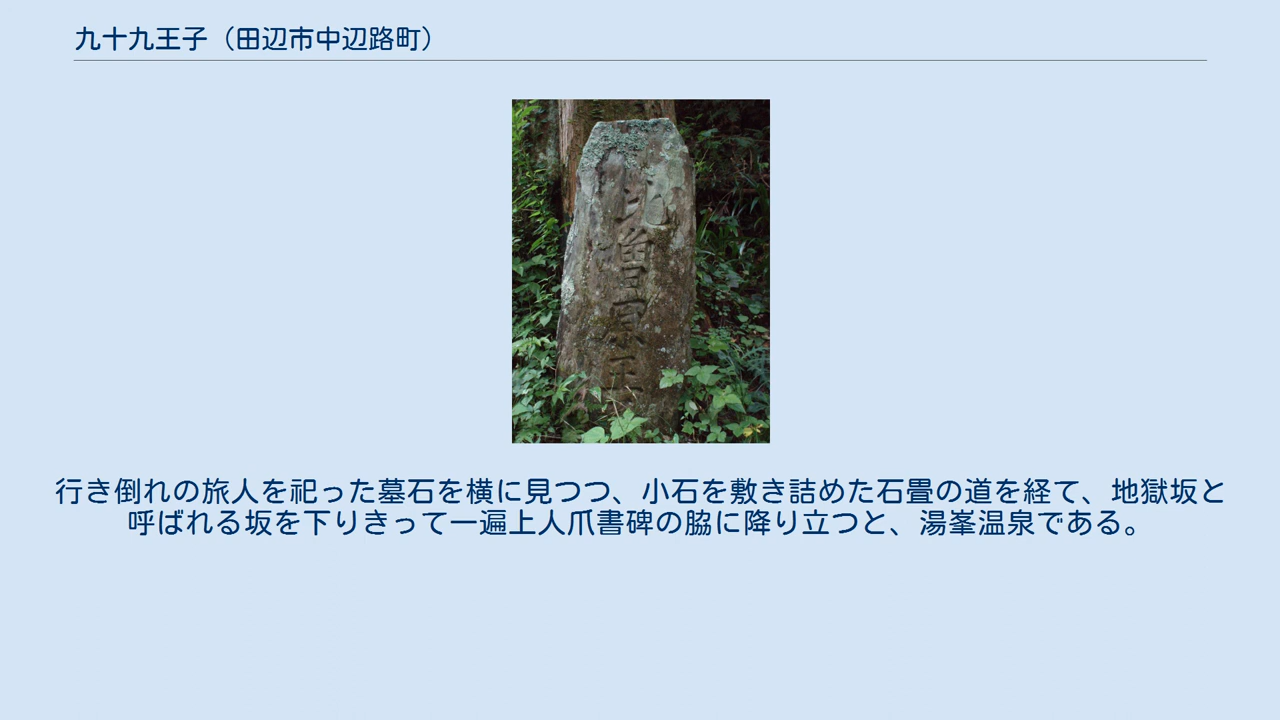 九十九王子（田辺市中辺路町）
比曽原王
行き倒れの旅人を祀った墓石を横に見つつ、小石を敷き詰めた石畳の道を経て、地獄坂と
呼ばれる坂を下りきって一遍上人爪書碑の脇に降り立つと、湯峯温泉である。